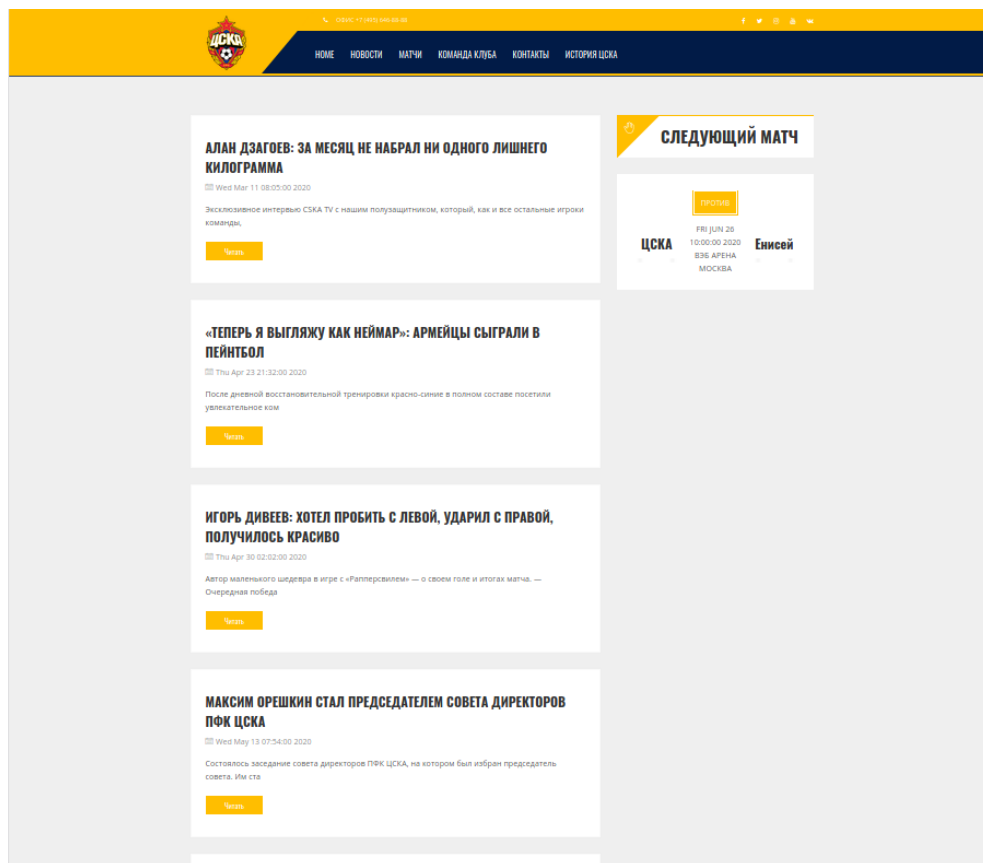 ЦСКА
HOME НОВОСТИ МАТЧИ КОМАНДА КЛУБА КОНТАКТЫ ИСТОРИЯ ЦСКА
АЛАН ДЗАГОЕВ: ЗА МЕСЯЦ НЕ НАБРАЛ НИ ОДНОГО ЛИШНЕГО
КИЛОГРАММА
Wed Mar 11 08:05:00 2020
Эксклюзивное интервью CSKA TV с нашим полузащитником, который, как и все остальные игроки
команды,
Читать
«ТЕПЕРЬ Я ВЫГЛЯЖУ КАК НЕЙМАР»: АРМЕЙЦЫ СЫГРАЛИ В
ПЕЙНТБОЛ
Thu Apr 23 21:32:00 2020
После дневной восстановительной тренировки красно-синие в полном составе посетили
увлекательное ком
Читать
ИГОРЬ ДИВЕЕВ: ХОТЕЛ ПРОБИТЬ С ЛЕВОЙ, УДАРИЛ С ПРАВОЙ,
ПОЛУЧИЛОСЬ КРАСИВО
Thu Apr 30 02:02:00 2020
Автор маленького шедевра в игре с «Рапперсвилем» — о своем голе и итогах матча. —
Очередная победа
Читать
МАКСИМ ОРЕШКИН СТАЛ ПРЕДСЕДАТЕЛЕМ СОВЕТА ДИРЕКТОРОВ
ПФК ЦСКА
Wed May 13 07:54:00 2020
Состоялось заседание совета директоров ПФК ЦСКА, на котором был избран председатель
совета. Им ста
Читать
СЛЕДУЮЩИЙ МАТЧ
ПРОТИВ
ЦСКА
FRI JUN 26
10:00:00 2020
ВЭБ АРЕНА
МОСКВА
Енисей